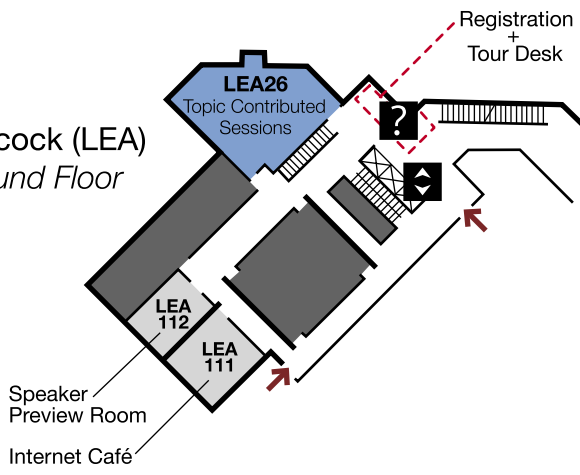 Registration
+
Tour Desk
LEA26
Topic Contributed
Sessions
?
cock (LEA)
und Floor
LEA
112
LEA
111
Speaker
Preview Room
Internet Café